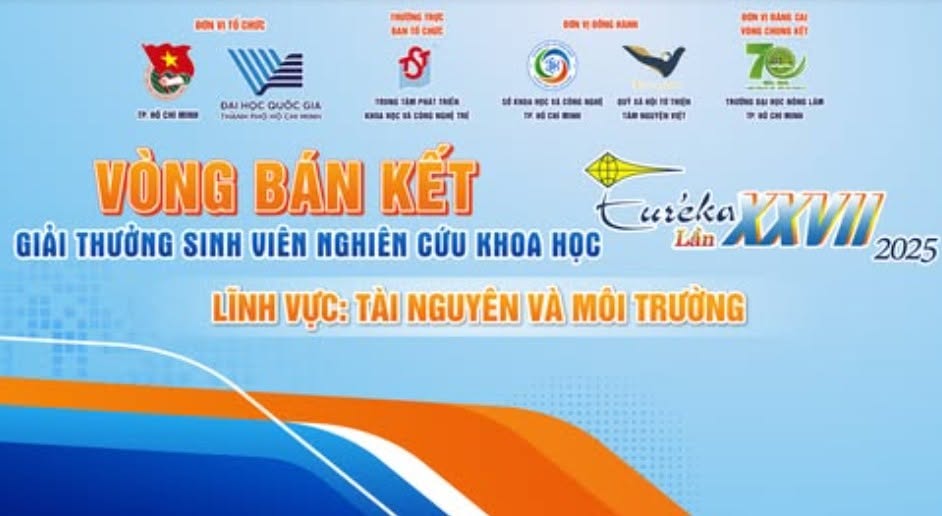 ĐƠN VỊ TỔ CHỨC
THƯỜNG TRỰC
BAN TỔ CHỨC
ĐƠN VỊ ĐỒNG HÀNH
ĐƠN VỊ ĐĂNG CAI
VÒNG CHUNG KẾT
TP. HỒ CHÍ MINH
ĐẠI HỌC QUỐC GIA
THÀNH PHỐ HỒ CHÍ MINH
TST
TRUNG TÂM PHÁT TRIỂN
KHOA HỌC VÀ CÔNG NGHỆ TRẺ
SỞ KHOA HỌC VÀ CÔNG NGHỆ
TP. HỒ CHÍ MINH
QUỸ XÃ HỘI TỪ THIỆN
TÂM NGUYỆN VIỆT
70
TRƯỜNG ĐẠI HỌC NÔNG LÂM
TP. HỒ CHÍ MINH
VÒNG BÁN KẾT
GIẢI THƯỞNG SINH VIÊN NGHIÊN CỨU KHOA HỌC
Euréka
Lần XXVII 2025
LĨNH VỰC: TÀI NGUYÊN VÀ MÔI TRƯỜNG